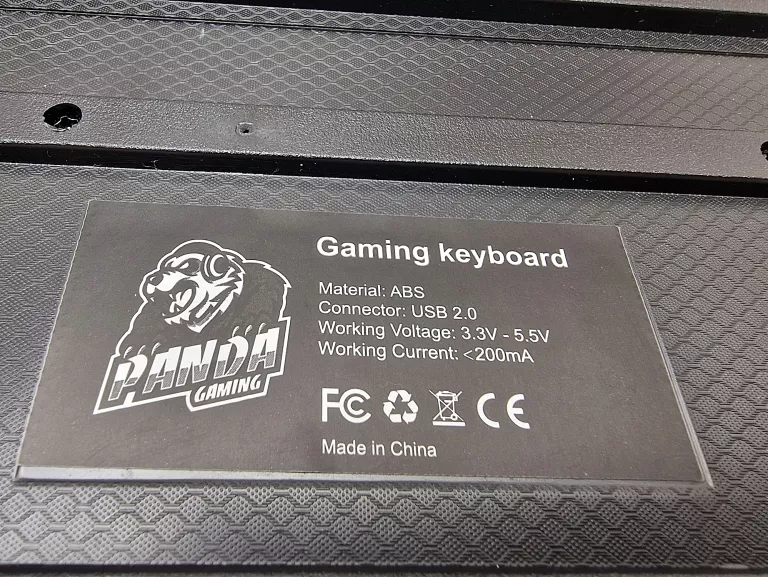 Gaming keyboard
Material: ABS
Connector: USB 2.0
Working Voltage: 3.3V - 5.5V
Working Current: <200mA
PANDA
GAMING
FC CE
Made in China